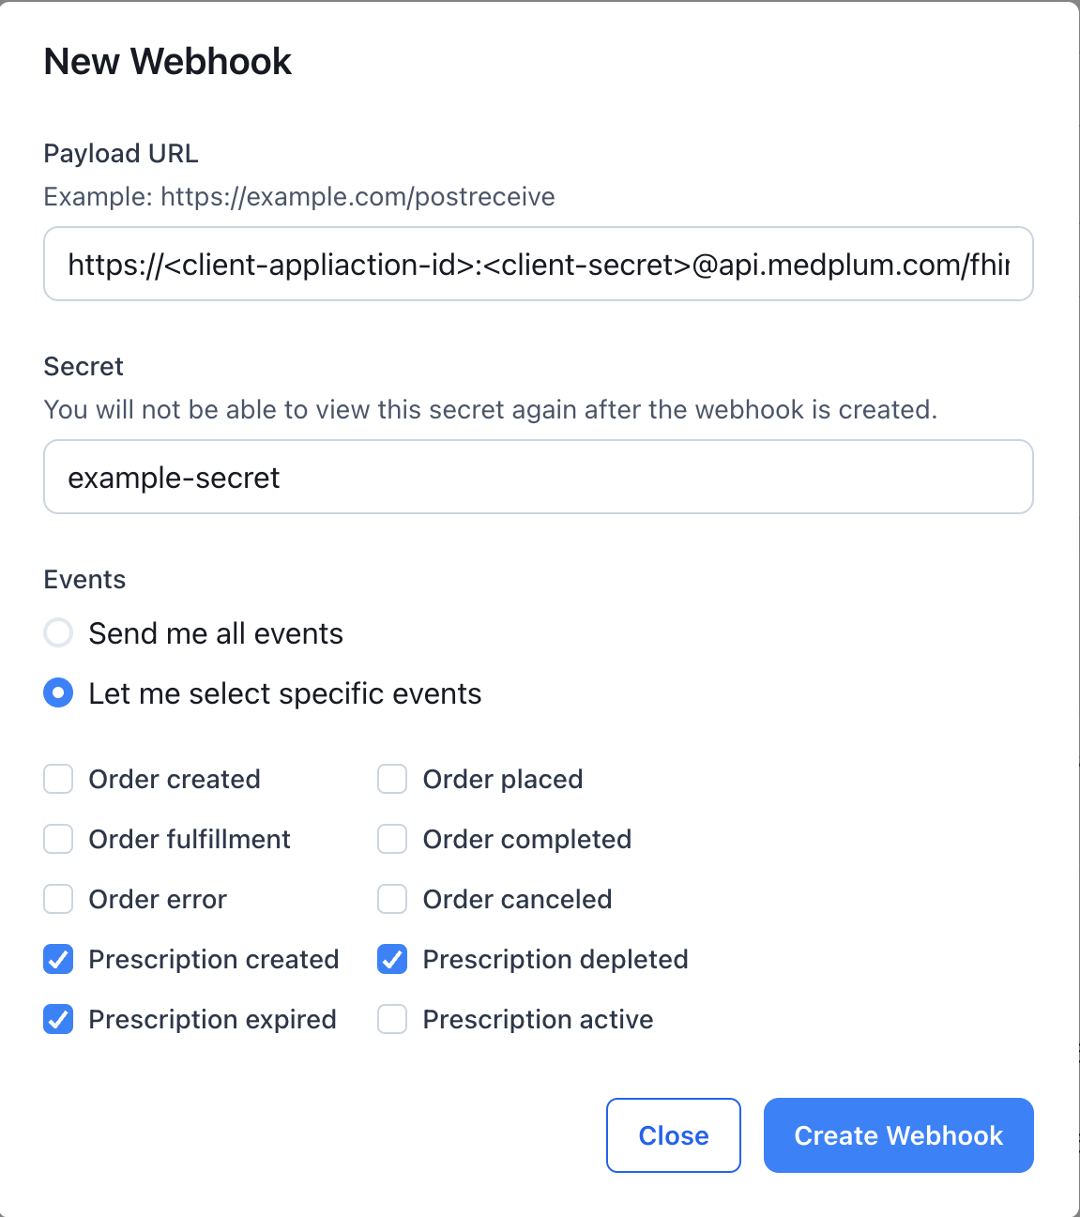 New Webhook
Payload URL
Example: https://example.com/postreceive
https://<client-appliaction-id>:<client-secret>@api.medplum.com/fhir
Secret
You will not be able to view this secret again after the webhook is created.
example-secret
Events
Send me all events
Let me select specific events
Order created Order placed
Order fulfillment Order completed
Order error Order canceled
Prescription created Prescription depleted
Prescription expired Prescription active
Close Create Webhook